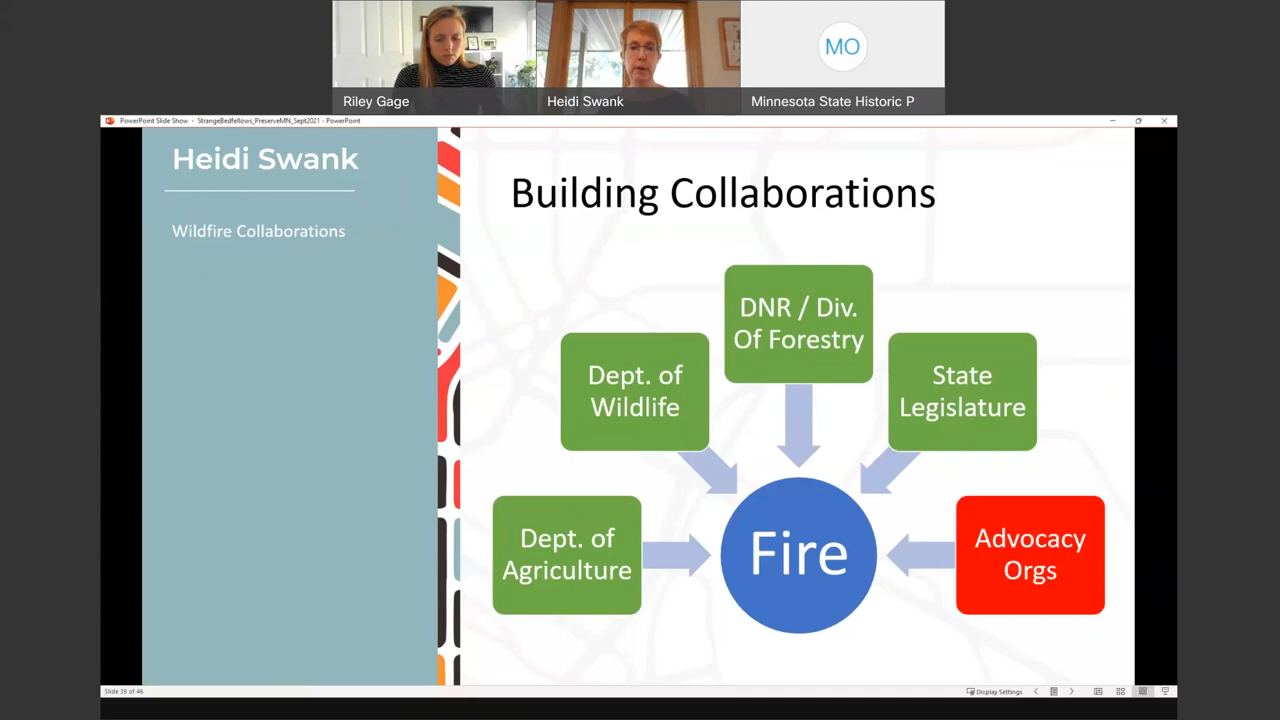 MO
Riley Gage
Heidi Swank
Minnesota State Historic P
PowerPoint Slide Show - StrangeBedfellows_PreserveMN_Sept2021 - PowerPoint
Heidi Swank
Wildfire Collaborations
Building Collaborations
DNR / Div.
Of Forestry
Dept. of
Wildlife
State
Legislature
Dept. of
Agriculture
Fire
Advocacy
Orgs
Slide 39 of 46
Display Settings